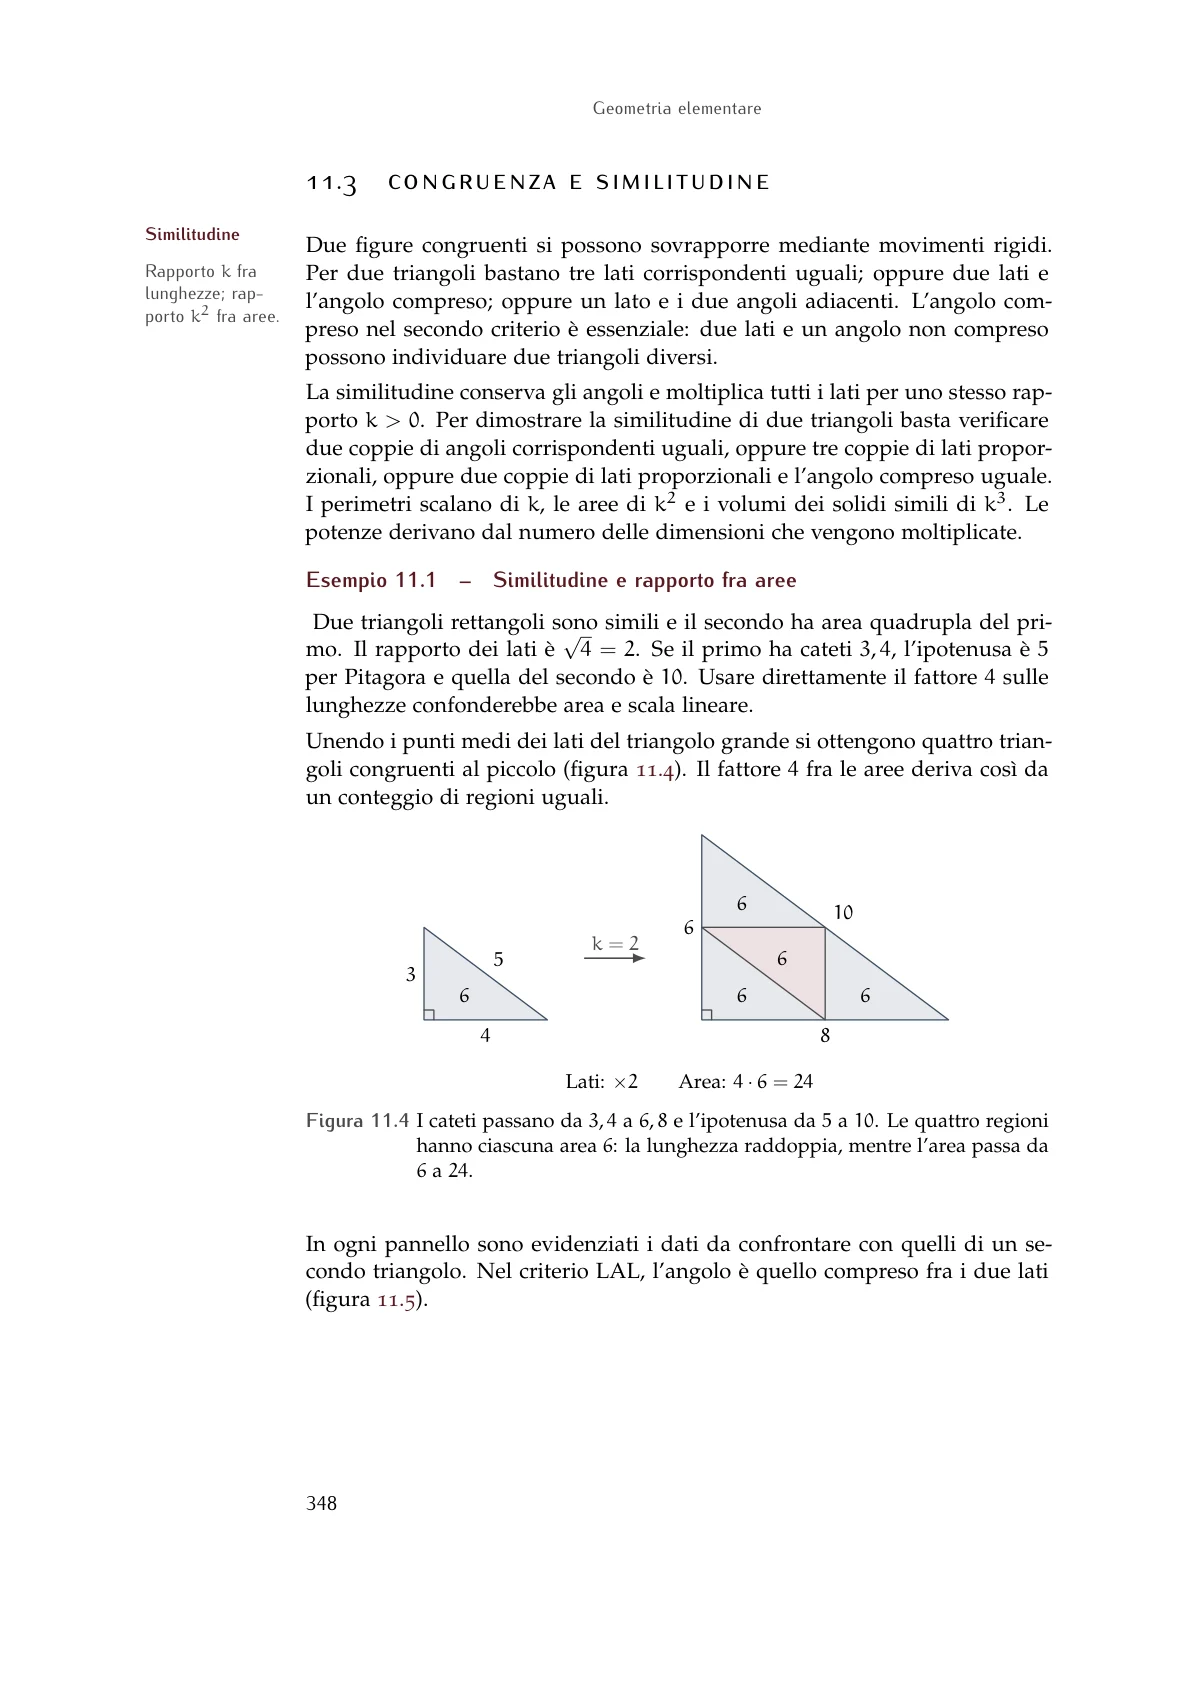 Geometria elementare
11.3 CONGRUENZA E SIMILITUDINE
Similitudine
Rapporto k fra
lunghezze; rap-
porto k² fra aree.
Due figure congruenti si possono sovrapporre mediante movimenti rigidi.
Per due triangoli bastano tre lati corrispondenti uguali; oppure due lati e
l'angolo compreso; oppure un lato e i due angoli adiacenti. L'angolo com-
preso nel secondo criterio è essenziale: due lati e un angolo non compreso
possono individuare due triangoli diversi.
La similitudine conserva gli angoli e moltiplica tutti i lati per uno stesso rap-
porto k > 0. Per dimostrare la similitudine di due triangoli basta verificare
due coppie di angoli corrispondenti uguali, oppure tre coppie di lati propor-
zionali, oppure due coppie di lati proporzionali e l'angolo compreso uguale.
I perimetri scalano di k, le aree di k² e i volumi dei solidi simili di k³. Le
potenze derivano dal numero delle dimensioni che vengono moltiplicate.
Esempio 11.1 – Similitudine e rapporto fra aree
Due triangoli rettangoli sono simili e il secondo ha area quadrupla del pri-
mo. Il rapporto dei lati è √4 = 2. Se il primo ha cateti 3, 4, l'ipotenusa è 5
per Pitagora e quella del secondo è 10. Usare direttamente il fattore 4 sulle
lunghezze confonderebbe area e scala lineare.
Unendo i punti medi dei lati del triangolo grande si ottengono quattro trian-
goli congruenti al piccolo (figura 11.4). Il fattore 4 fra le aree deriva così da
un conteggio di regioni uguali.
3
5
6
4
k = 2
6
6
10
6
6
6
8
Lati: ×2 Area: 4 · 6 = 24
Figura 11.4 I cateti passano da 3, 4 a 6, 8 e l'ipotenusa da 5 a 10. Le quattro regioni
hanno ciascuna area 6: la lunghezza raddoppia, mentre l'area passa da
6 a 24.
In ogni pannello sono evidenziati i dati da confrontare con quelli di un se-
condo triangolo. Nel criterio LAL, l'angolo è quello compreso fra i due lati
(figura 11.5).
348